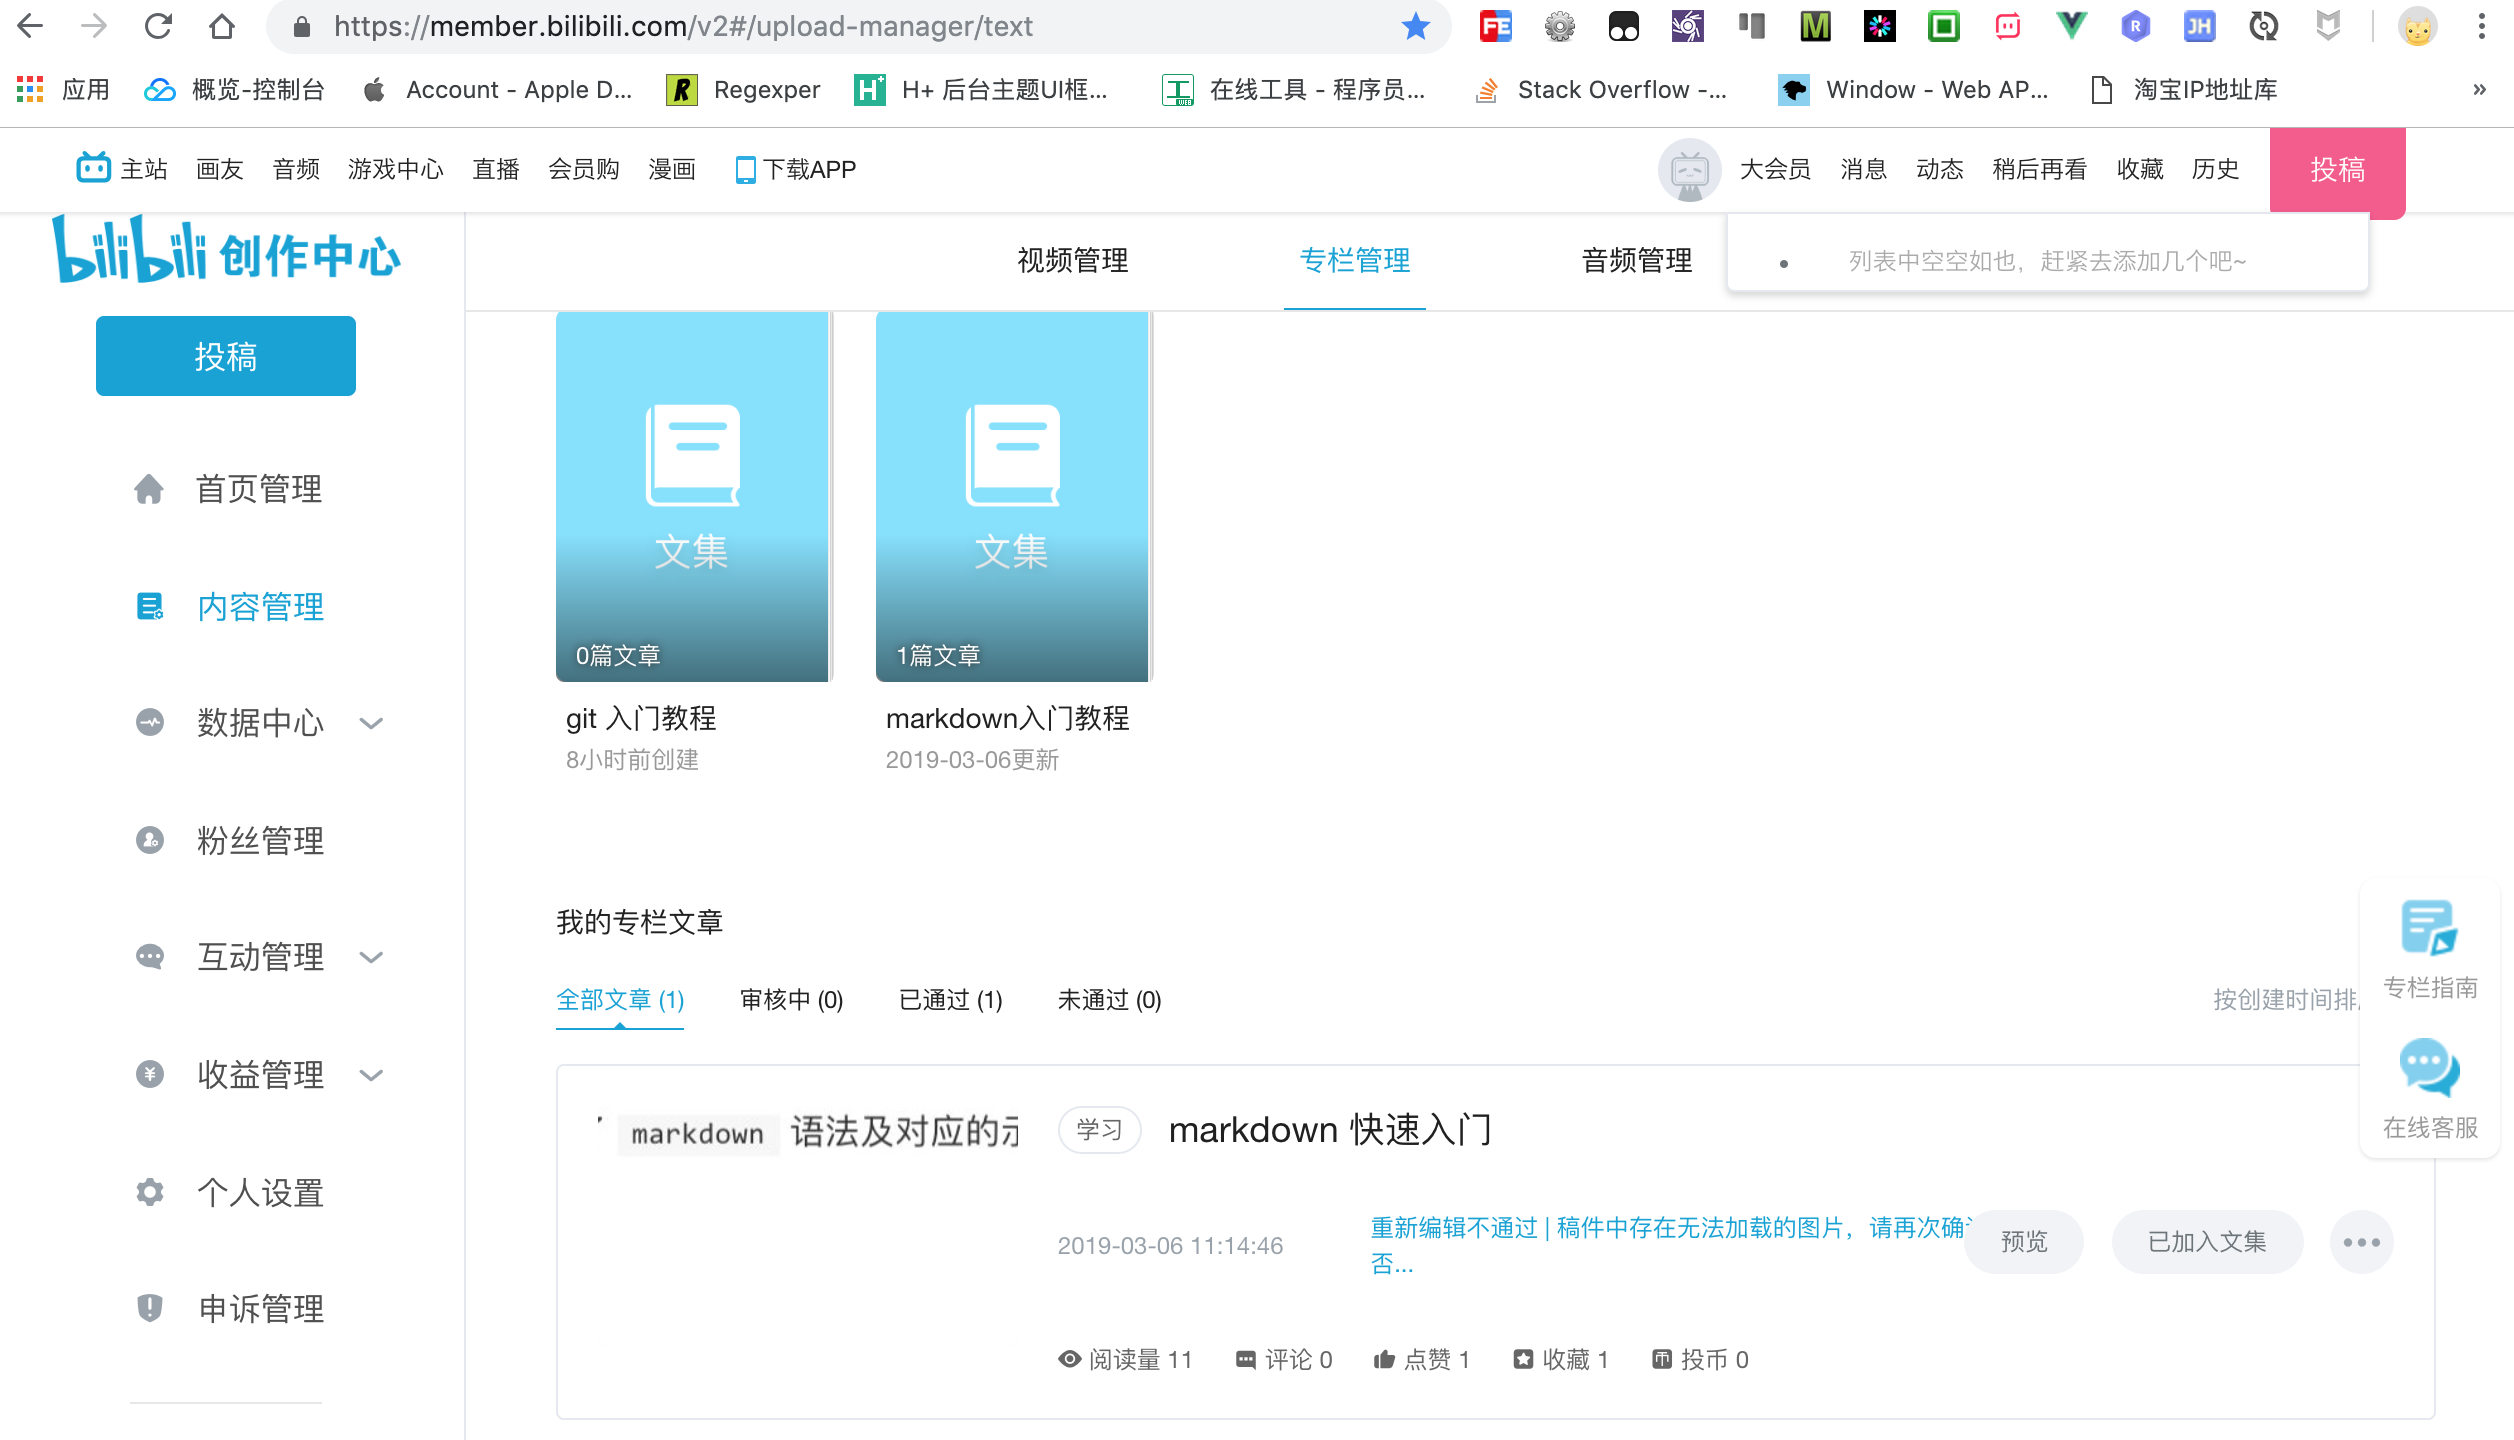 https://member.bilibili.com/v2#/upload-manager/text
应用 概览-控制台 Account - Apple D... Regexper H+ 后台主题UI框... 在线工具 - 程序员... Stack Overflow -... Window - Web AP... 淘宝IP地址库 »
主站 画友 音频 游戏中心 直播 会员购 漫画 下载APP 大会员 消息 动态 稍后再看 收藏 历史 投稿
bilibili 创作中心
视频管理 专栏管理 音频管理
列表中空空如也，赶紧去添加几个吧~
投稿
首页管理
内容管理
数据中心
粉丝管理
互动管理
收益管理
个人设置
申诉管理
文集 文集
0篇文章 1篇文章
git 入门教程 markdown入门教程
8小时前创建 2019-03-06更新
我的专栏文章
全部文章 (1) 审核中 (0) 已通过 (1) 未通过 (0) 按创建时间排
专栏指南
在线客服
markdown 语法及对应的示
学习 markdown 快速入门
2019-03-06 11:14:46
重新编辑不通过 | 稿件中存在无法加载的图片，请再次确
否...
预览 已加入文集
阅读量 11 评论 0 点赞 1 收藏 1 投币 0